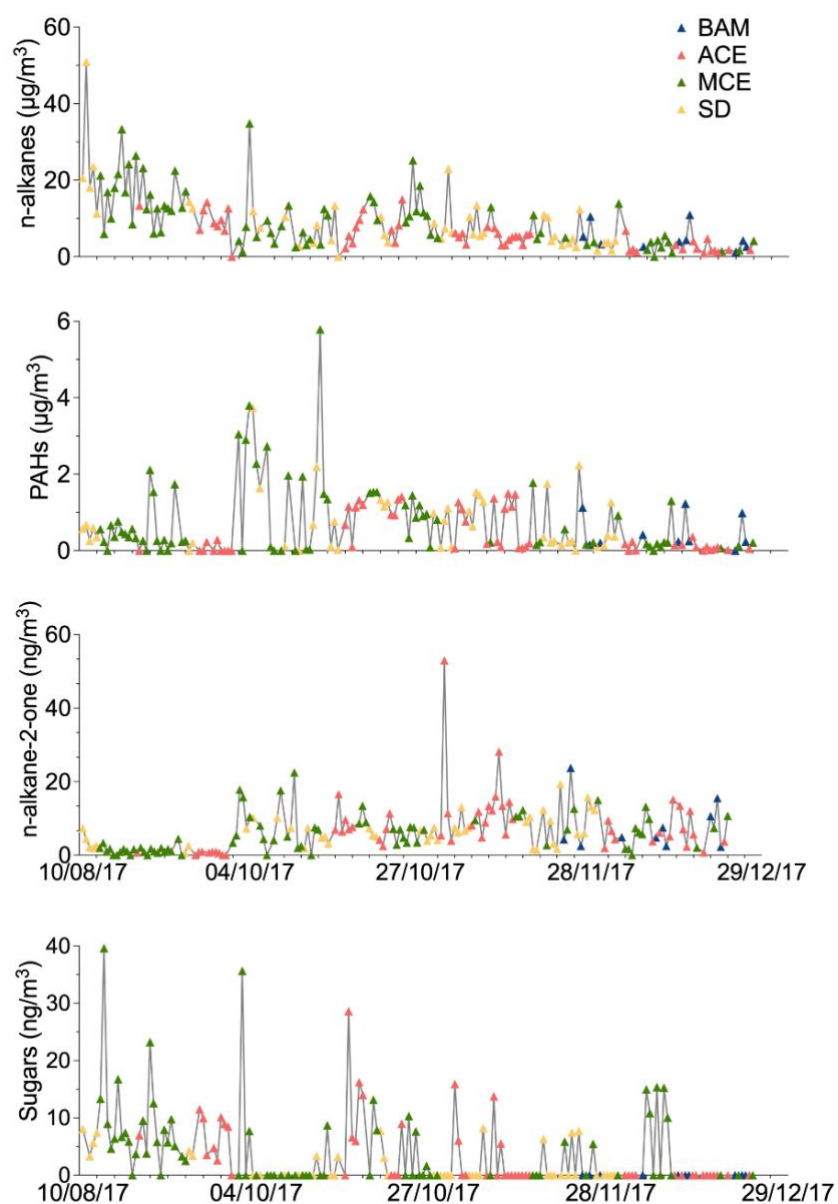 60
40
20
0
n-alkanes (µg/m³)
BAM
ACE
MCE
SD
6
4
2
0
PAHs (µg/m³)
60
40
20
0
n-alkane-2-one (ng/m³)
10/08/17 04/10/17 27/10/17 28/11/17 29/12/17
40
30
20
10
0
Sugars (ng/m³)
10/08/17 04/10/17 27/10/17 28/11/17 29/12/17